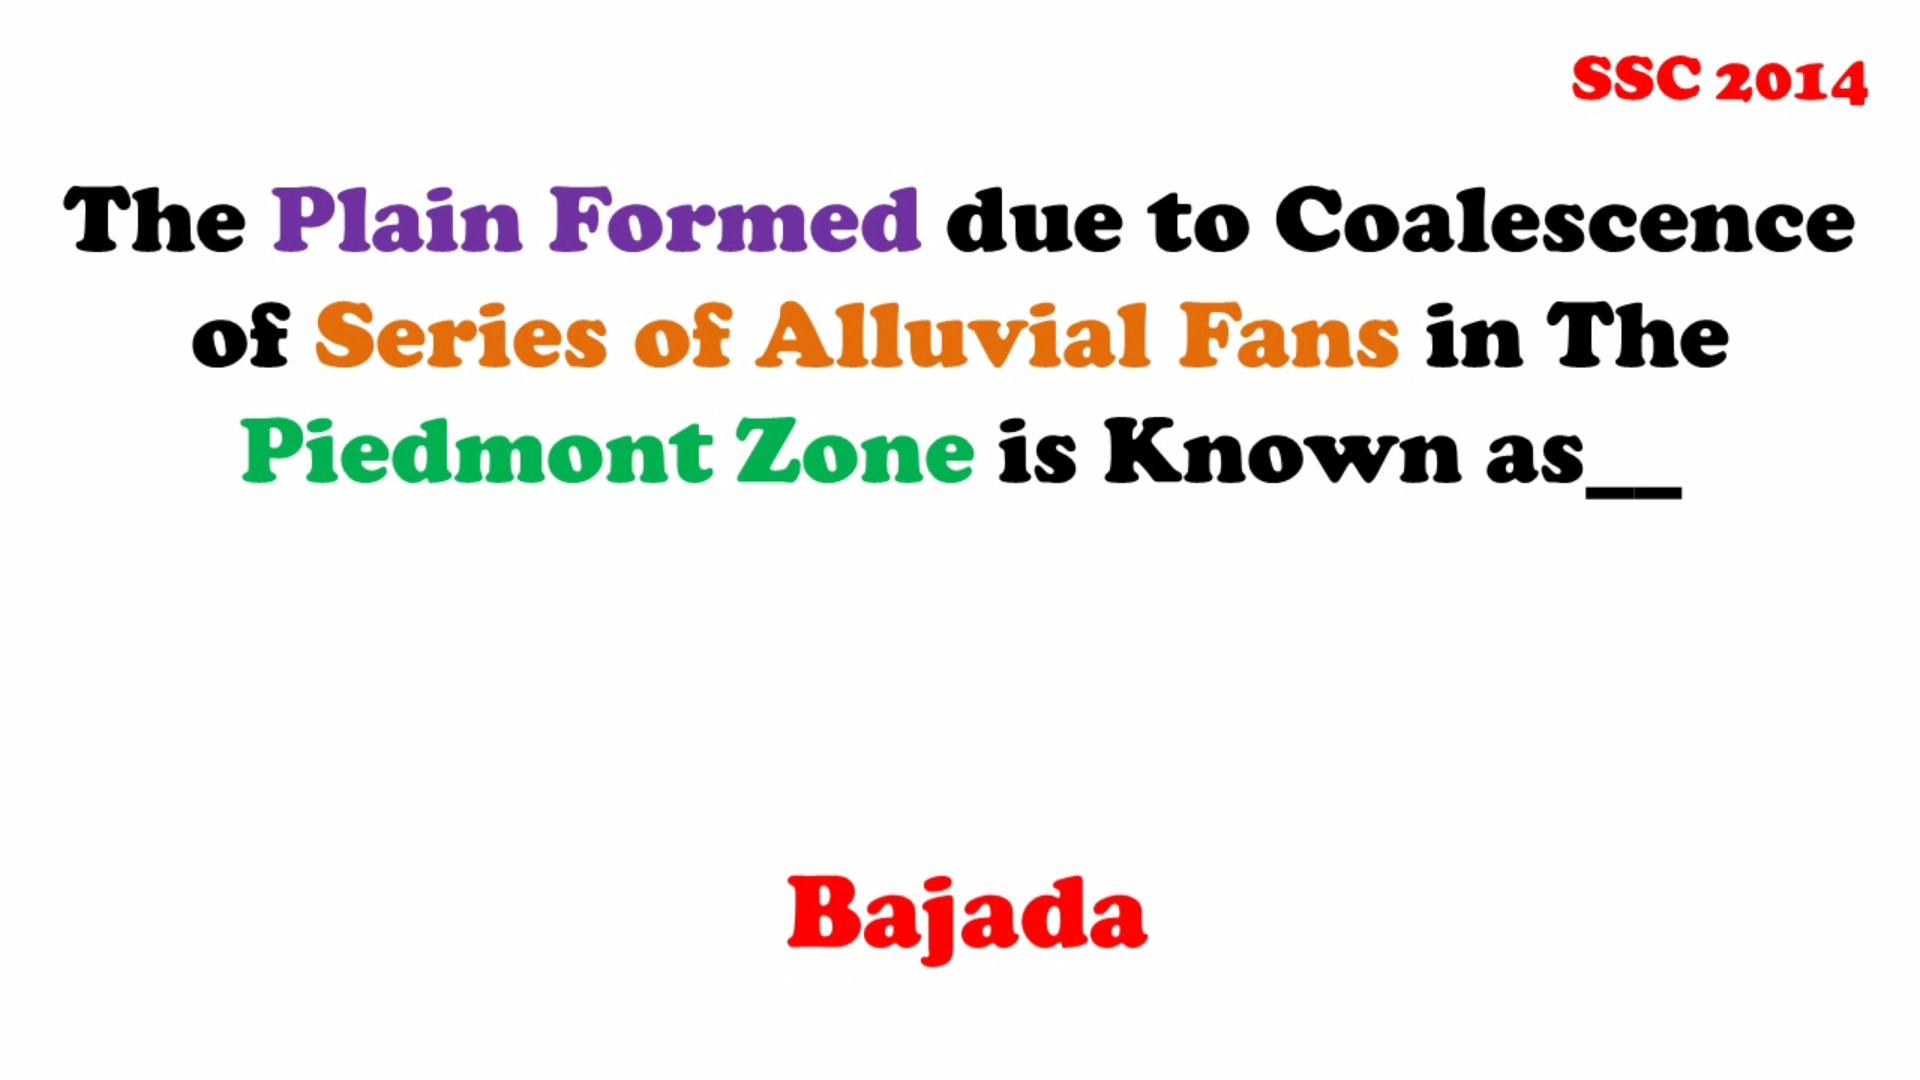 SSC 2014
The Plain Formed due to Coalescence
of Series of Alluvial Fans in The
Piedmont Zone is Known as__
Bajada